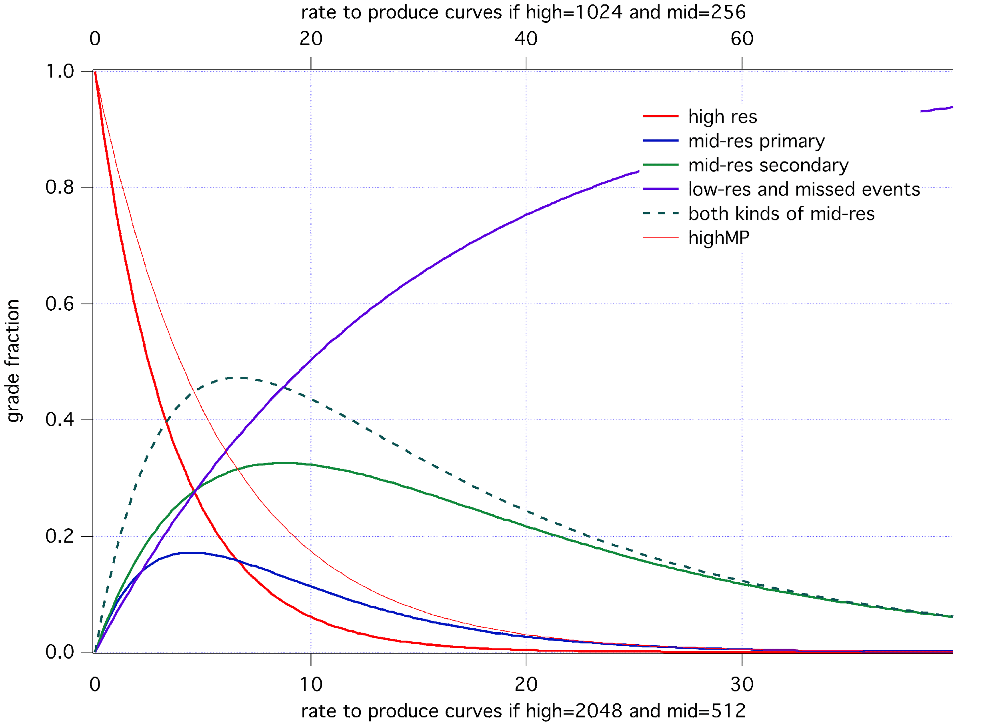 rate to produce curves if high=1024 and mid=256
0 20 40 60
1.0
0.8
0.6
0.4
0.2
0.0
grade fraction
high res
mid-res primary
mid-res secondary
low-res and missed events
both kinds of mid-res
highMP
0 10 20 30
rate to produce curves if high=2048 and mid=512